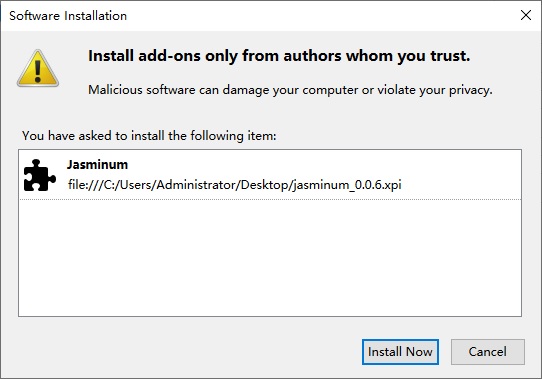 Software Installation
Install add-ons only from authors whom you trust.
Malicious software can damage your computer or violate your privacy.
You have asked to install the following item:
Jasminum
file:///C:/Users/Administrator/Desktop/jasminum_0.0.6.xpi
Install Now
Cancel